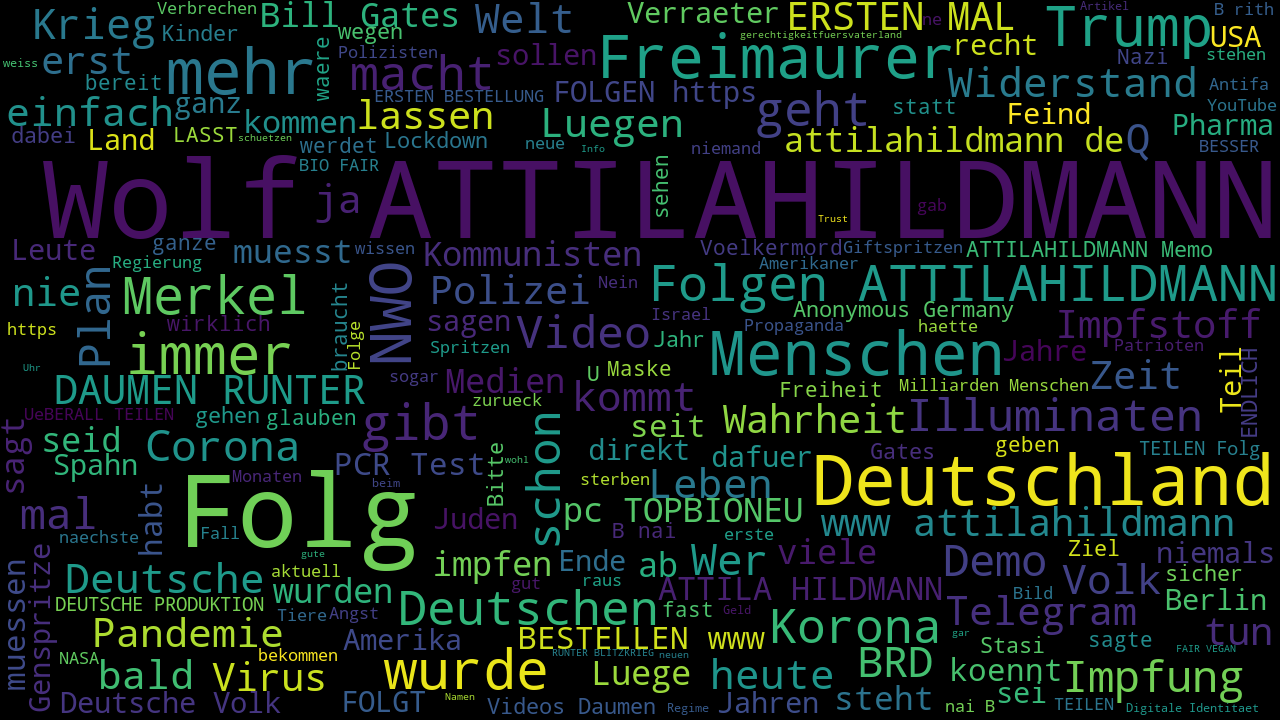 Verbrechen
Bill Gates
Welt
Verraeter
ERSTEN MAL
Artikel
B rith
Krieg
Kinder
wegen
gerechtigkeitfuersvaterland
ne
Trump
USA
weiss
erst
mehr
waere
Polizisten
macht
sollen
Freimaurer
recht
Nazi
stehen
bereit
ERSTEN BESTELLUNG
FOLGEN https
Widerstand
Antifa
einfach
ganz
kommen
lassen
Luegen
geht
statt
Feind
YouTube
Pharma
dabei
Land
LASST
schuetzen
werdet
Lockdown
neue
Info
niemand
attilahildmann de
Q
BESSER
BIO FAIR
Wolf
ja
ATTILAHILDMANN
sehen
Trust
gab
Leute
ganze
muesst
wissen
Kommunisten
Voelkermord
Giftspritzen
ATTILAHILDMANN Memo
Regierung
Amerikaner
nie
Plan
Merkel
braucht
NWO
Polizei
Nein
Folgen ATTILAHILDMANN
Israel
Anonymous Germany
https
wirklich
Folge
sagen
Video
Propaganda
haette
Impfstoff
immer
Spritzen
Jahr
Menschen
Jahre
Patrioten
Uhr
sogar
Medien
U
Maske
Zeit
Teil
ENDLICH
DAUMEN RUNTER
zurueck
kommt
Freiheit
Milliarden Menschen
UeBERALL TEILEN
gehen
glauben
gibt
schon
seit
Wahrheit
Illuminaten
sagt
seid
Corona
direkt
dafuer
Gates
geben
TEILEN Folg
Spahn
Monaten
PCR Test
Bitte
wohl
sterben
Leben
Deutschland
beim
Folg
mal
habt
Juden
pc TOPBIONEU
www attilahildmann
naechste
Fall
B nai
erste
gute
impfen
Ende
ab
Wer
viele
Demo
Ziel
niemals
muessen
Genspritze
Deutsche
aktuell
wurden
gut
raus
ATTILA HILDMANN
Volk
sicher
DEUTSCHE PRODUKTION
Tiere
Angst
Deutschen
fast
Geld
Bild
Telegram
Berlin
Pandemie
Amerika
BESTELLEN www
Korona
gar
Stasi
sagte
tun
NASA
bekommen
RUNTER BLITZKRIEG
neuen
FAIR VEGAN
bald
Virus
wurde
Luege
heute
BRD
koennt
Impfung
Deutsche Volk
FOLGT
Namen
Videos
Daumen
Regime
Jahren
steht
nai B
sei
TEILEN
Digitale Identitaet